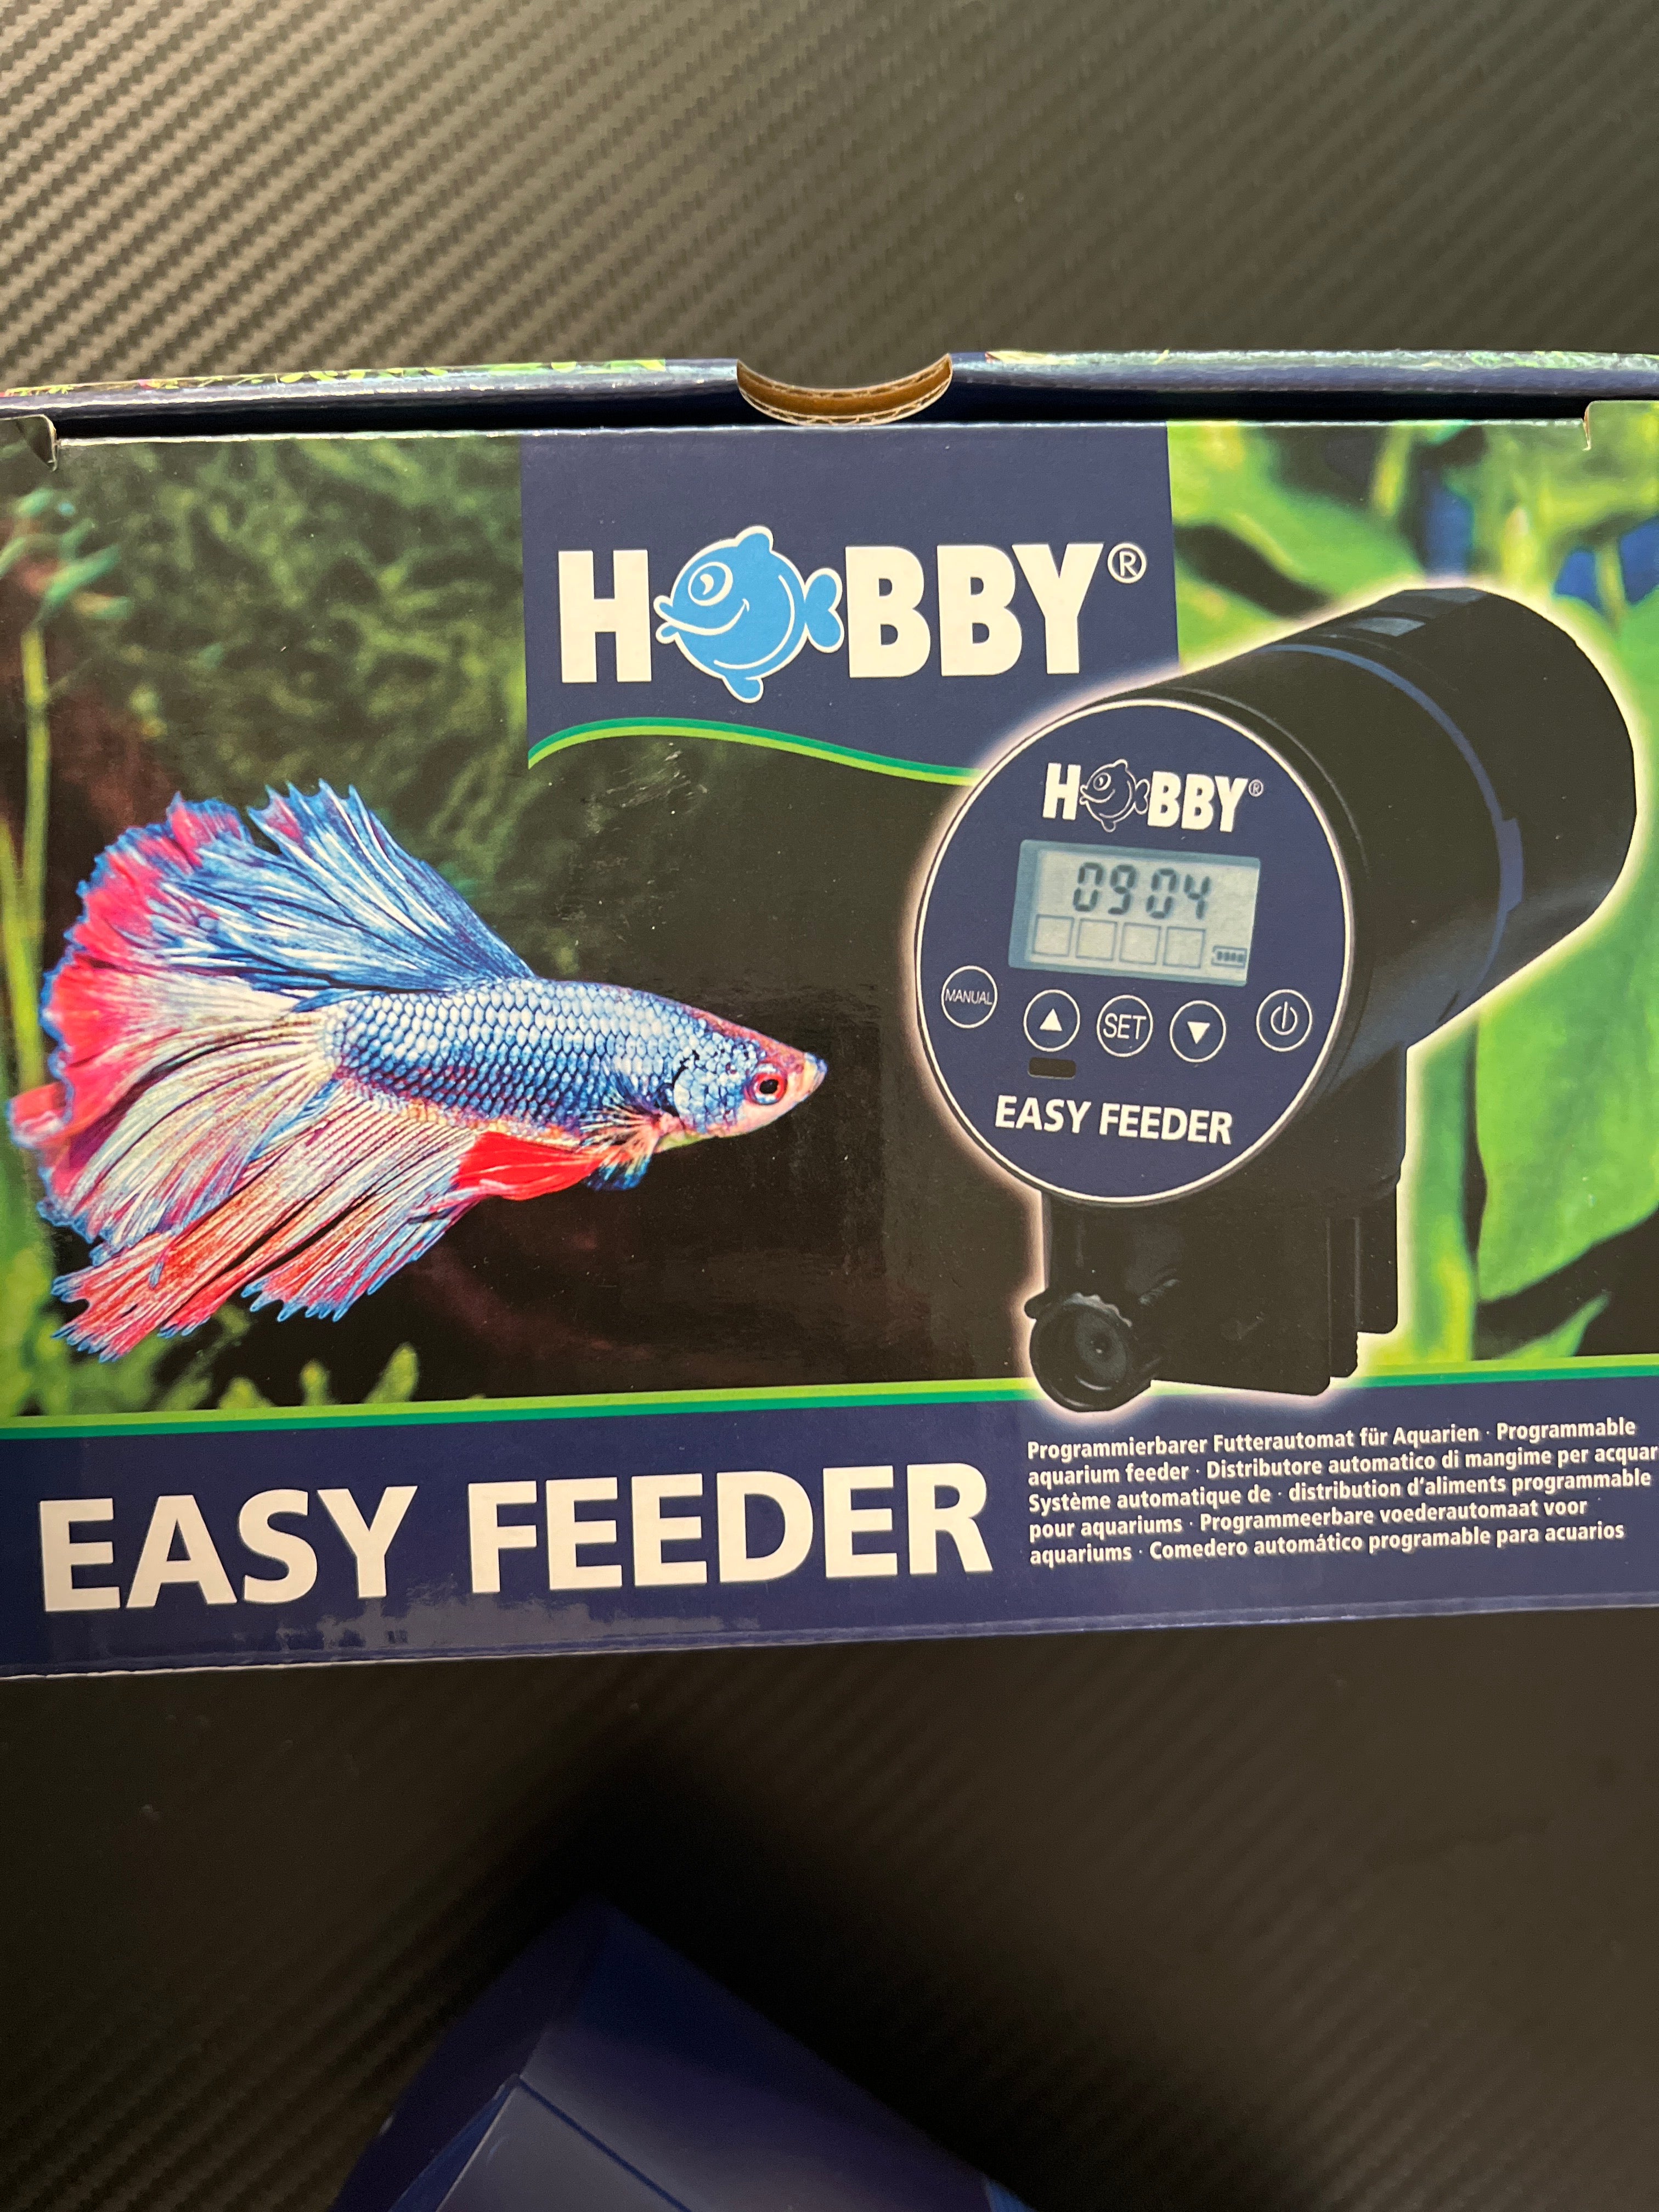 HOBBY®
HOBBY®
0904
MANUAL
SET
EASY FEEDER
EASY FEEDER
Programmierbarer Futterautomat für Aquarien · Programmable
aquarium feeder · Distributore automatico di mangime per acquar
Système automatique de · distribution d'aliments programmable
pour aquariums · Programmeerbare voederautomaat voor
aquariums · Comedero automático programable para acuarios